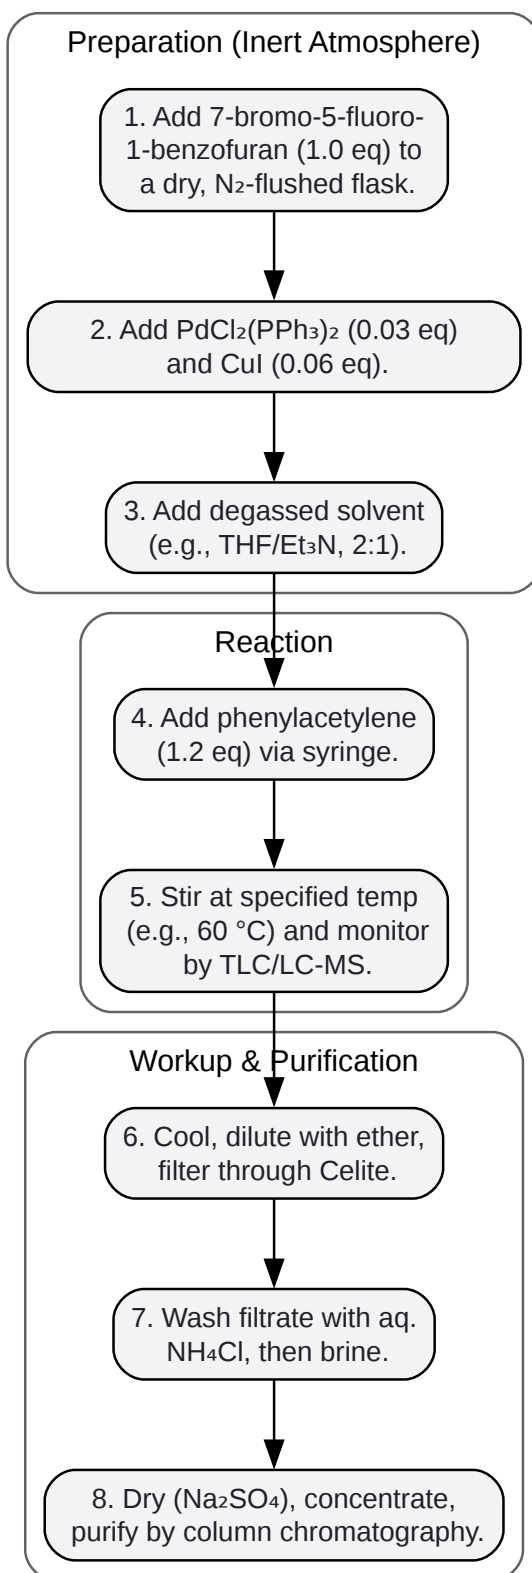 Preparation (Inert Atmosphere)
1. Add 7-bromo-5-fluoro-
1-benzofuran (1.0 eq) to
a dry, N₂-flushed flask.
2. Add PdCl₂(PPh₃)₂ (0.03 eq)
and CuI (0.06 eq).
3. Add degassed solvent
(e.g., THF/Et₃N, 2:1).
Reaction
4. Add phenylacetylene
(1.2 eq) via syringe.
5. Stir at specified temp
(e.g., 60 °C) and monitor
by TLC/LC-MS.
Workup & Purification
6. Cool, dilute with ether,
filter through Celite.
7. Wash filtrate with aq.
NH₄Cl, then brine.
8. Dry (Na₂SO₄), concentrate,
purify by column chromatography.